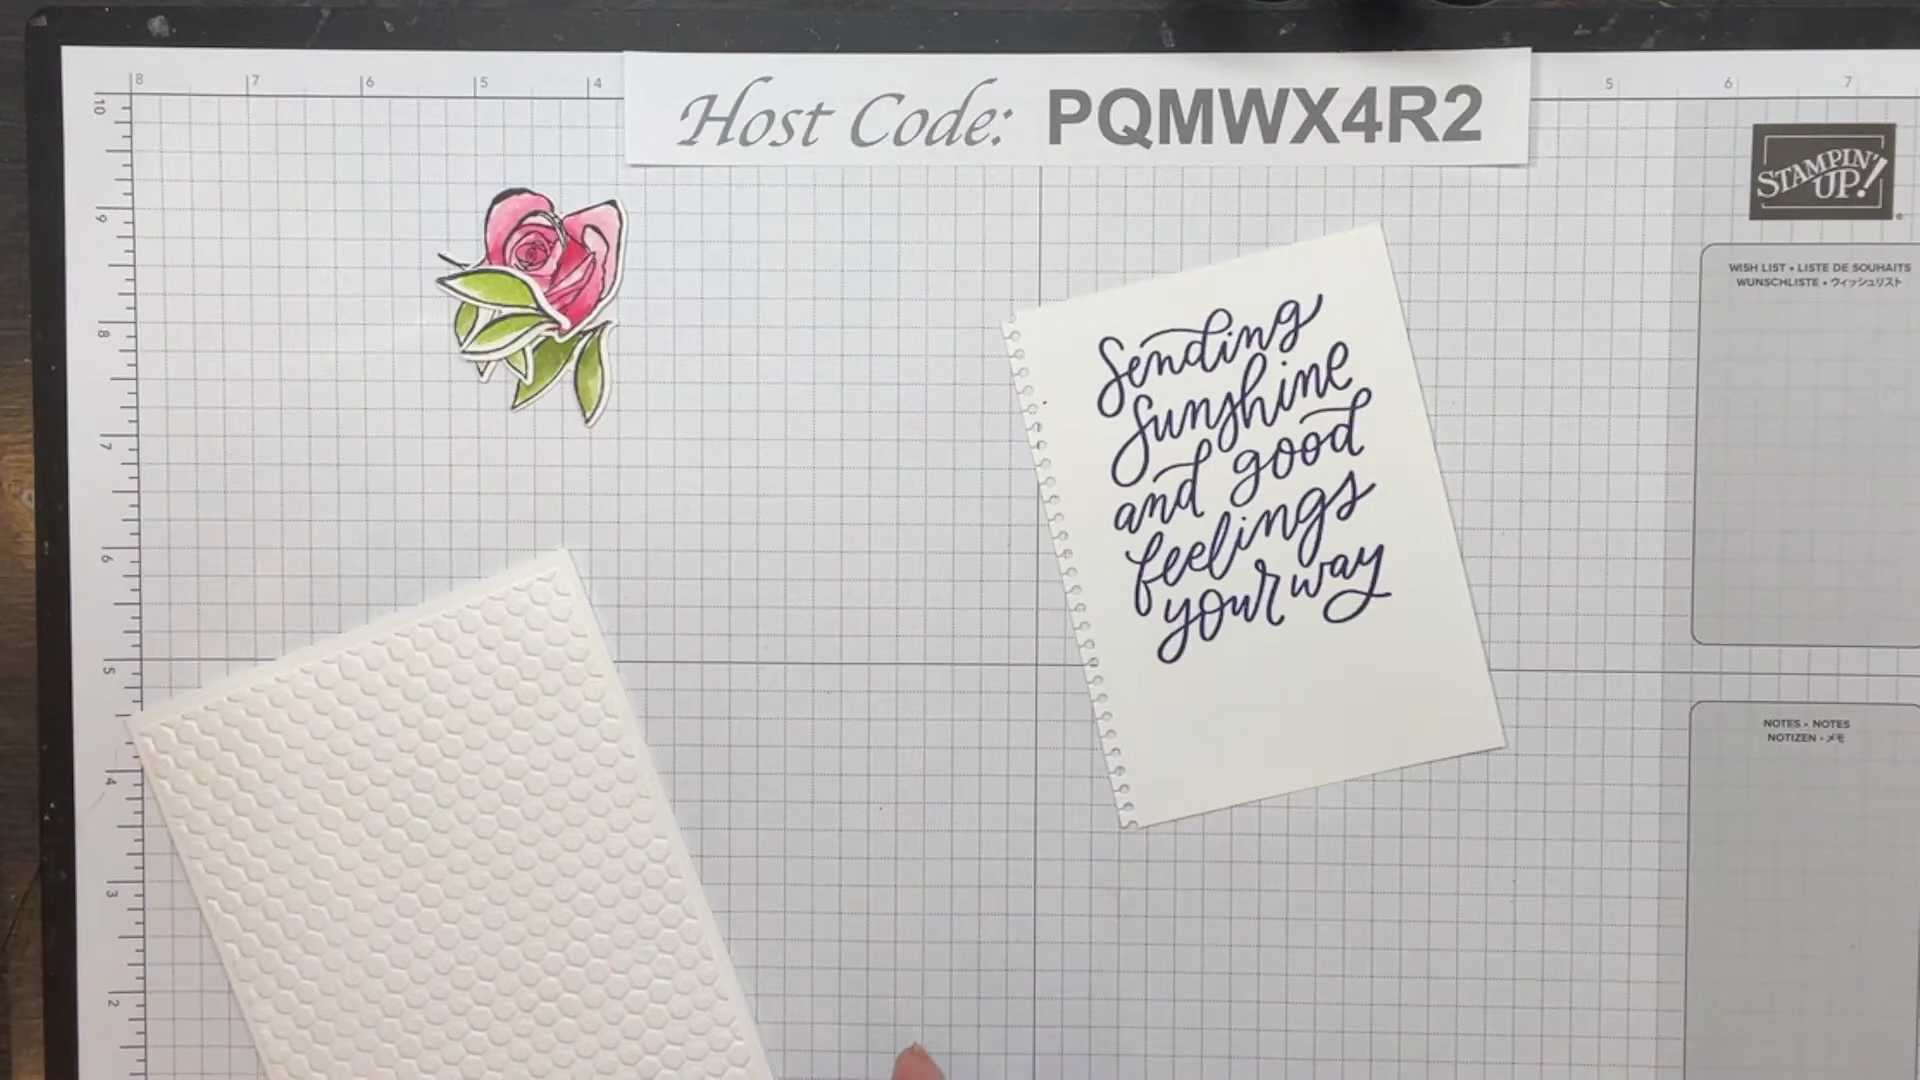 8 7 6 5 4
5 6 7
10
9
8
7
6
5
4
3
2
Host Code: PQMWX4R2
STAMPIN'
UP!®
WISH LIST • LISTE DE SOUHAITS
WUNSCHLISTE • ウィッシュリスト
Sending
Sunshine
and good
feelings
your way
NOTES • NOTES
NOTIZEN • メモ